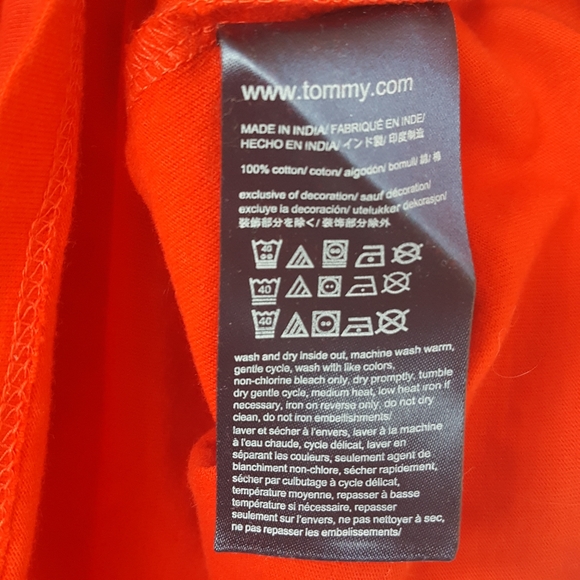 www.tommy.com
MADE IN INDIA/ FABRIQUÉ EN INDE/
HECHO EN INDIA/ インド製/ 印度制造
100% cotton/ coton/ algodón/ bomull/ 綿/ 棉
exclusive of decoration/ sauf décoration/
excluye la decoración/ utelukker dekorasjon/
装飾部分を除く/ 装饰部分除外
40
40
40
wash and dry inside out, machine wash warm,
gentle cycle, wash with like colors,
non-chlorine bleach only, dry promptly, tumble
dry gentle cycle, medium heat, low heat iron if
necessary, iron on reverse only, do not dry
clean, do not iron embellishments/
laver et sécher à l'envers, laver à la machine
à l'eau chaude, cycle délicat, laver en
séparant les couleurs, seulement agent de
blanchiment non-chlore, sécher rapidement,
sécher par culbutage à cycle délicat,
température moyenne, repasser à basse
température si nécessaire, repasser
seulement sur l'envers, ne pas nettoyer à sec,
ne pas repasser les embelissements/